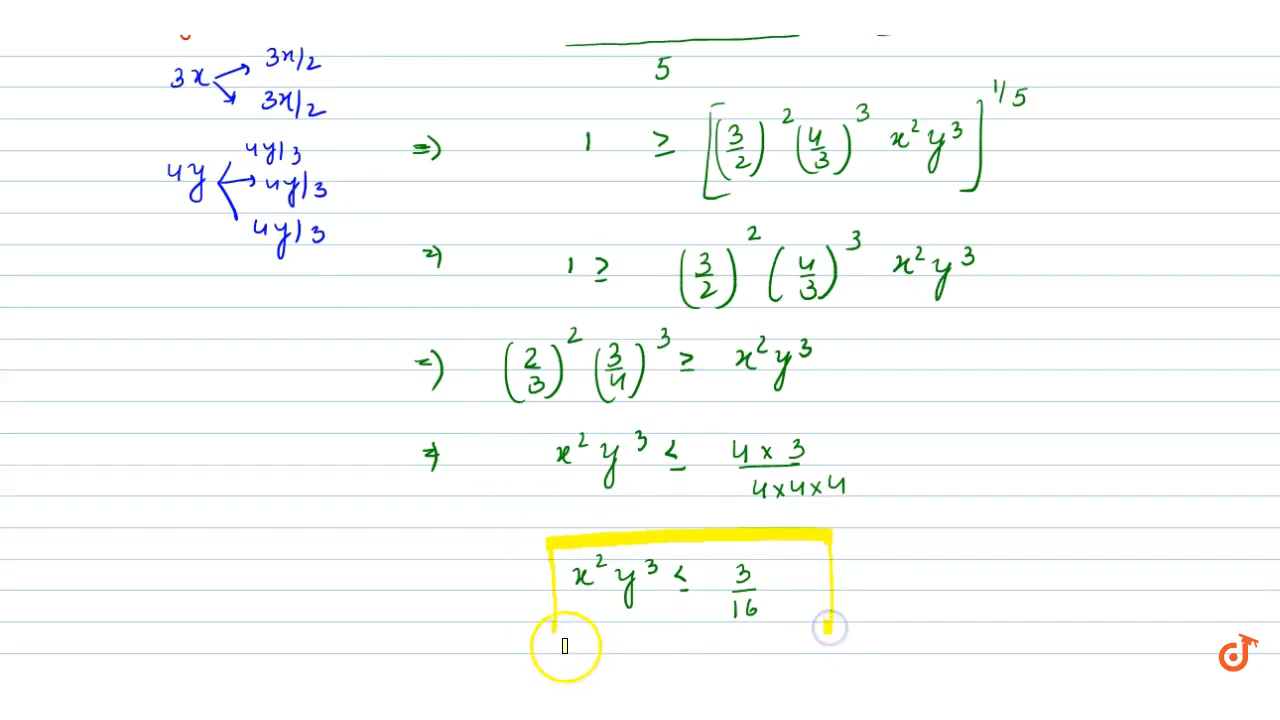 5
3x
3x/2
3x/2
4y
4y/3
4y/3
4y/3
=> 1 ≥ [(3/2)^2 (4/3)^3 x^2 y^3]^1/5
=> 1 ≥ (3/2)^2 (4/3)^3 x^2 y^3
=> (2/3)^2 (3/4)^3 ≥ x^2 y^3
=> x^2 y^3 ≤ 4 × 3 / 4 × 4 × 4
x^2 y^3 ≤ 3/16